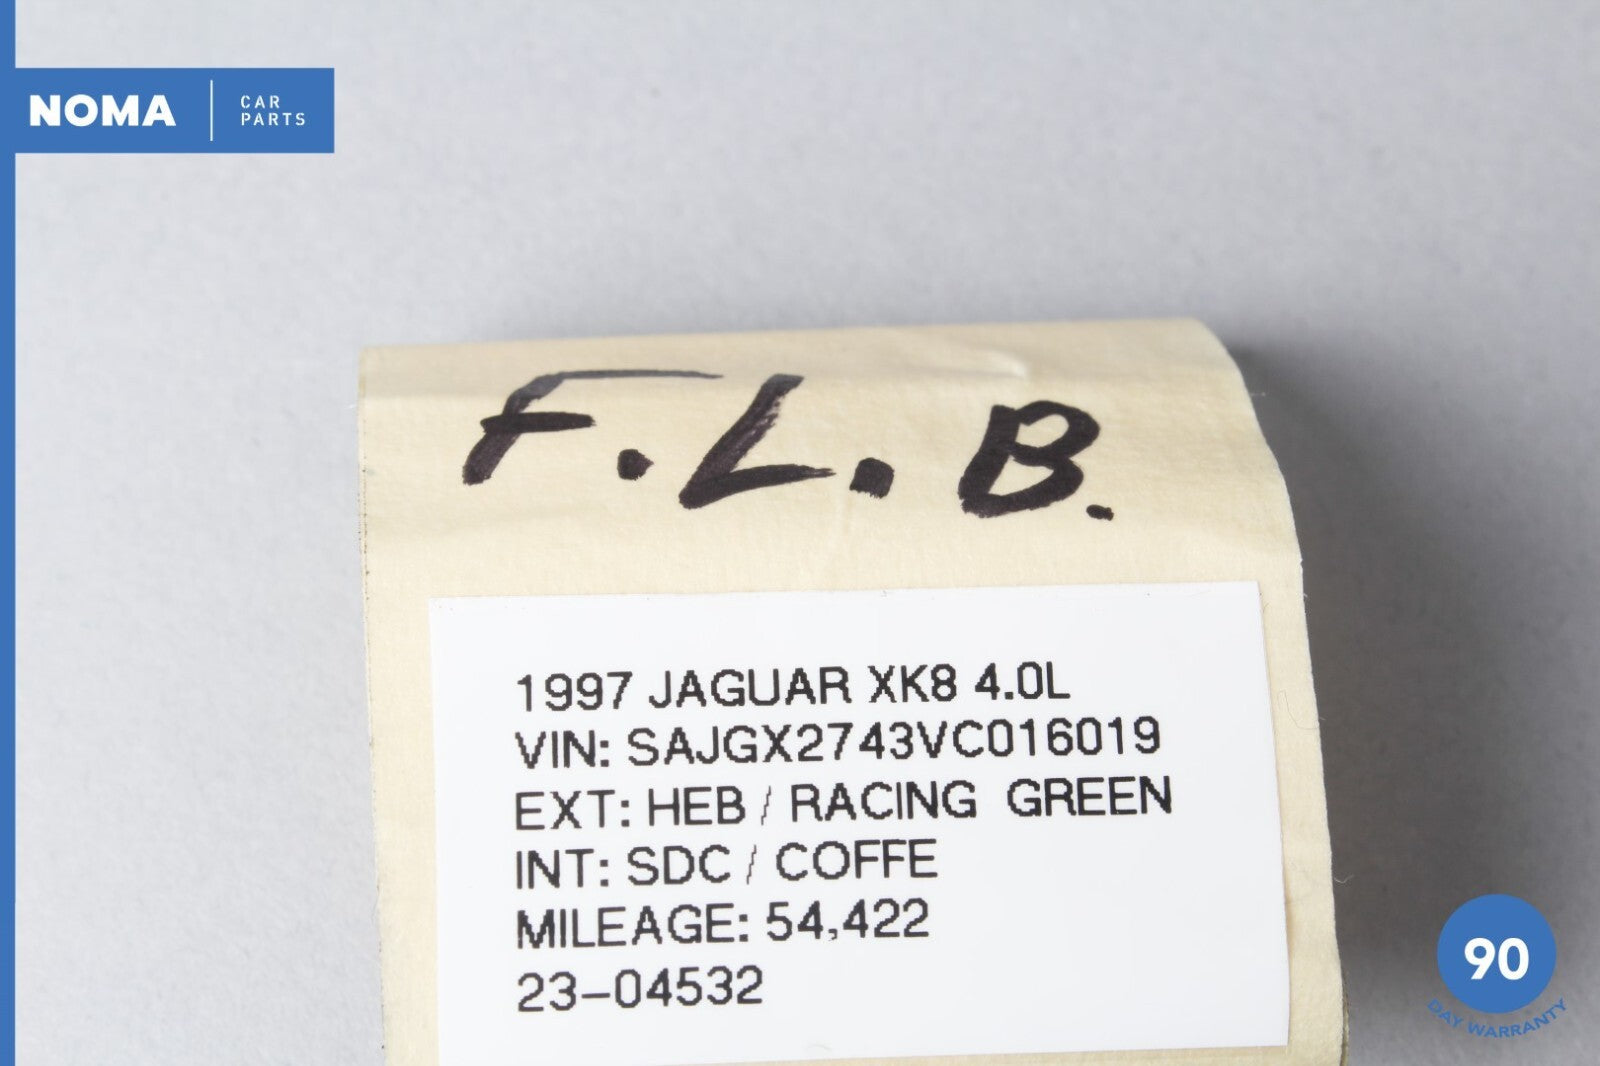 NOMA
CAR
PARTS
F.L.B.
1997 JAGUAR XK8 4.0L
VIN: SAJGX2743VC016019
EXT: HEB / RACING GREEN
INT: SDC / COFFE
MILEAGE: 54,422
23-04532
90
DAY WARRANTY